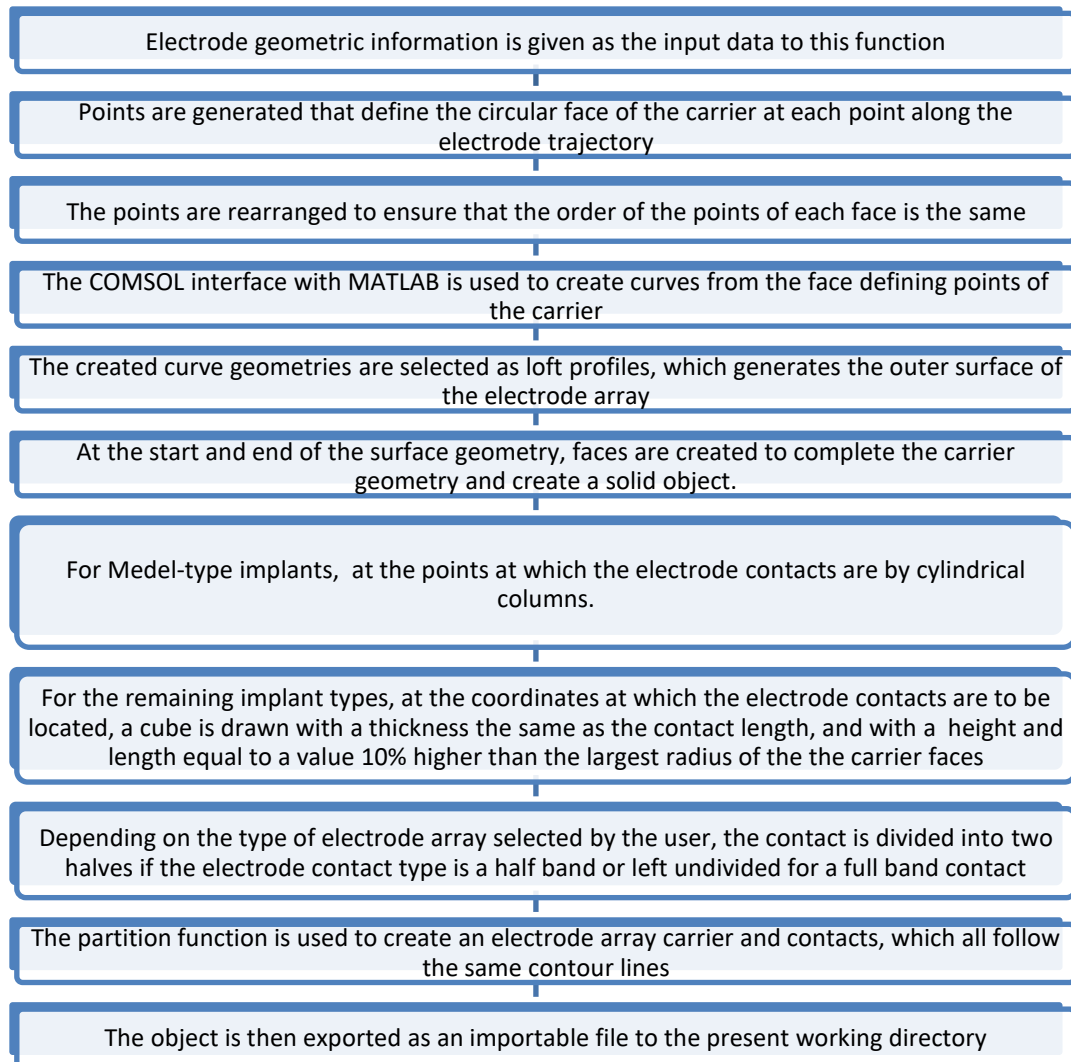 Electrode geometric information is given as the input data to this function
Points are generated that define the circular face of the carrier at each point along the
electrode trajectory
The points are rearranged to ensure that the order of the points of each face is the same
The COMSOL interface with MATLAB is used to create curves from the face defining points of
the carrier
The created curve geometries are selected as loft profiles, which generates the outer surface of
the electrode array
At the start and end of the surface geometry, faces are created to complete the carrier
geometry and create a solid object.
For Medel-type implants, at the points at which the electrode contacts are by cylindrical
columns.
For the remaining implant types, at the coordinates at which the electrode contacts are to be
located, a cube is drawn with a thickness the same as the contact length, and with a height and
length equal to a value 10% higher than the largest radius of the the carrier faces
Depending on the type of electrode array selected by the user, the contact is divided into two
halves if the electrode contact type is a half band or left undivided for a full band contact
The partition function is used to create an electrode array carrier and contacts, which all follow
the same contour lines
The object is then exported as an importable file to the present working directory